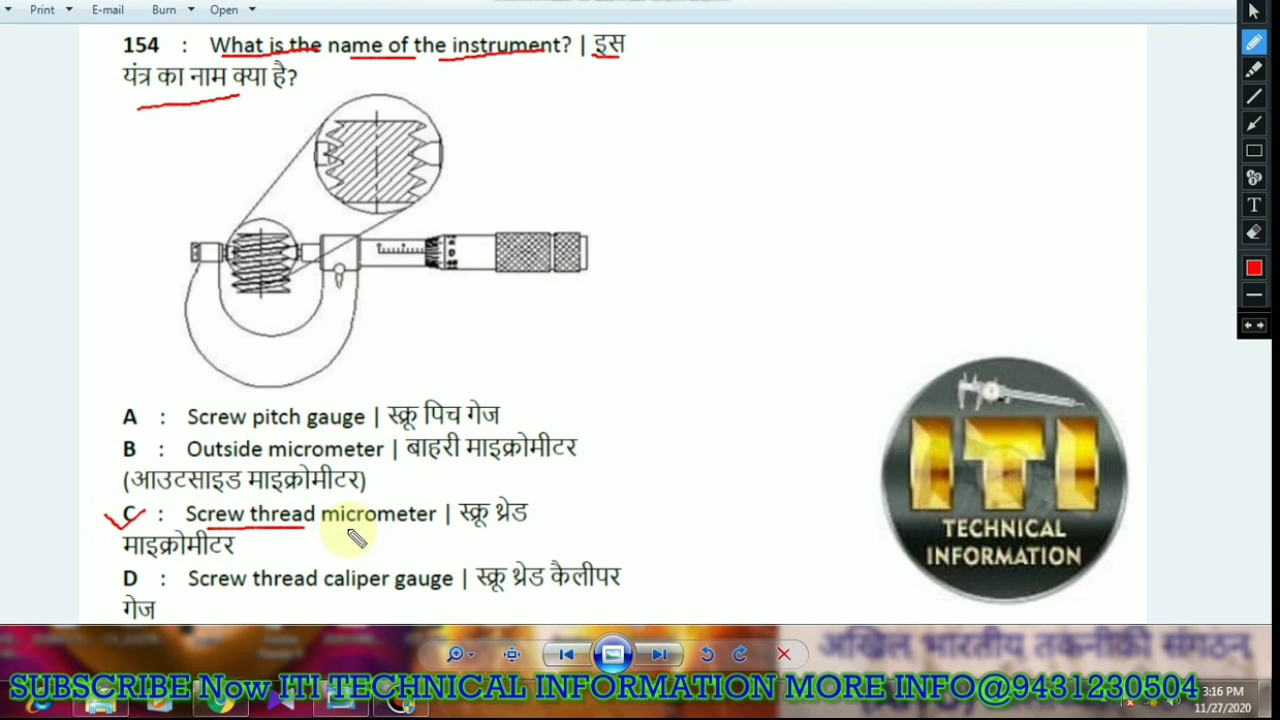 Print
E-mail
Burn
Open
154 : What is the name of the instrument? | इस
यंत्र का नाम क्या है?
A : Screw pitch gauge | स्क्रू पिच गेज
B : Outside micrometer | बाहरी माइक्रोमीटर
(आउटसाइड माइक्रोमीटर)
C : Screw thread micrometer | स्क्रू थ्रेड
माइक्रोमीटर
D : Screw thread caliper gauge | स्क्रू थ्रेड कैलीपर
गेज
ITI
TECHNICAL
INFORMATION
अखिल भारतीय तकनीकी संगठन
SUBSCRIBE Now ITI TECHNICAL INFORMATION MORE INFO@9431230504
3:16 PM
11/27/2020